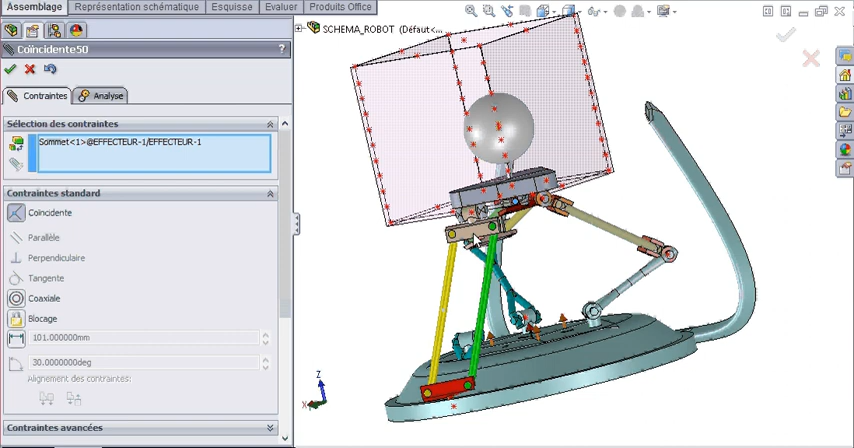 Assemblage
Représentation schématique
Esquisse
Evaluer
Produits Office
SCHEMA_ROBOT (Défaut<...
Coïncidente50
?
Contraintes
Analyse
Sélection des contraintes
Sommet<1>@EFFECTEUR-1/EFFECTEUR-1
Contraintes standard
Coïncidente
Parallèle
Perpendiculaire
Tangente
Coaxiale
Blocage
101.000000mm
30.0000000deg
Alignement des contraintes:
Contraintes avancées
Z
X